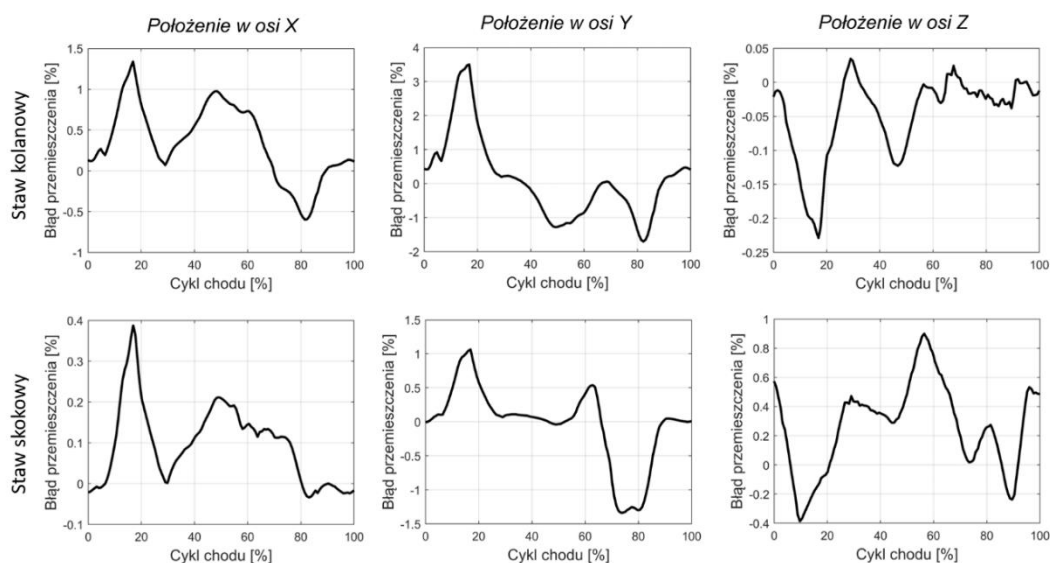 Położenie w osi X
Położenie w osi Y
Położenie w osi Z
Staw kolanowy
Błąd przemieszczenia [%]
1.5
1
0.5
0
-0.5
-1
0 20 40 60 80 100
Cykl chodu [%]
Błąd przemieszczenia [%]
4
3
2
1
0
-1
-2
0 20 40 60 80 100
Cykl chodu [%]
Błąd przemieszczenia [%]
0.05
0
-0.05
-0.1
-0.15
-0.2
-0.25
0 20 40 60 80 100
Cykl chodu [%]
Staw skokowy
Błąd przemieszczenia [%]
0.4
0.3
0.2
0.1
0
-0.1
0 20 40 60 80 100
Cykl chodu [%]
Błąd przemieszczenia [%]
1.5
1
0.5
0
-0.5
-1
-1.5
0 20 40 60 80 100
Cykl chodu [%]
Błąd przemieszczenia [%]
1
0.8
0.6
0.4
0.2
0
-0.2
-0.4
0 20 40 60 80 100
Cykl chodu [%]